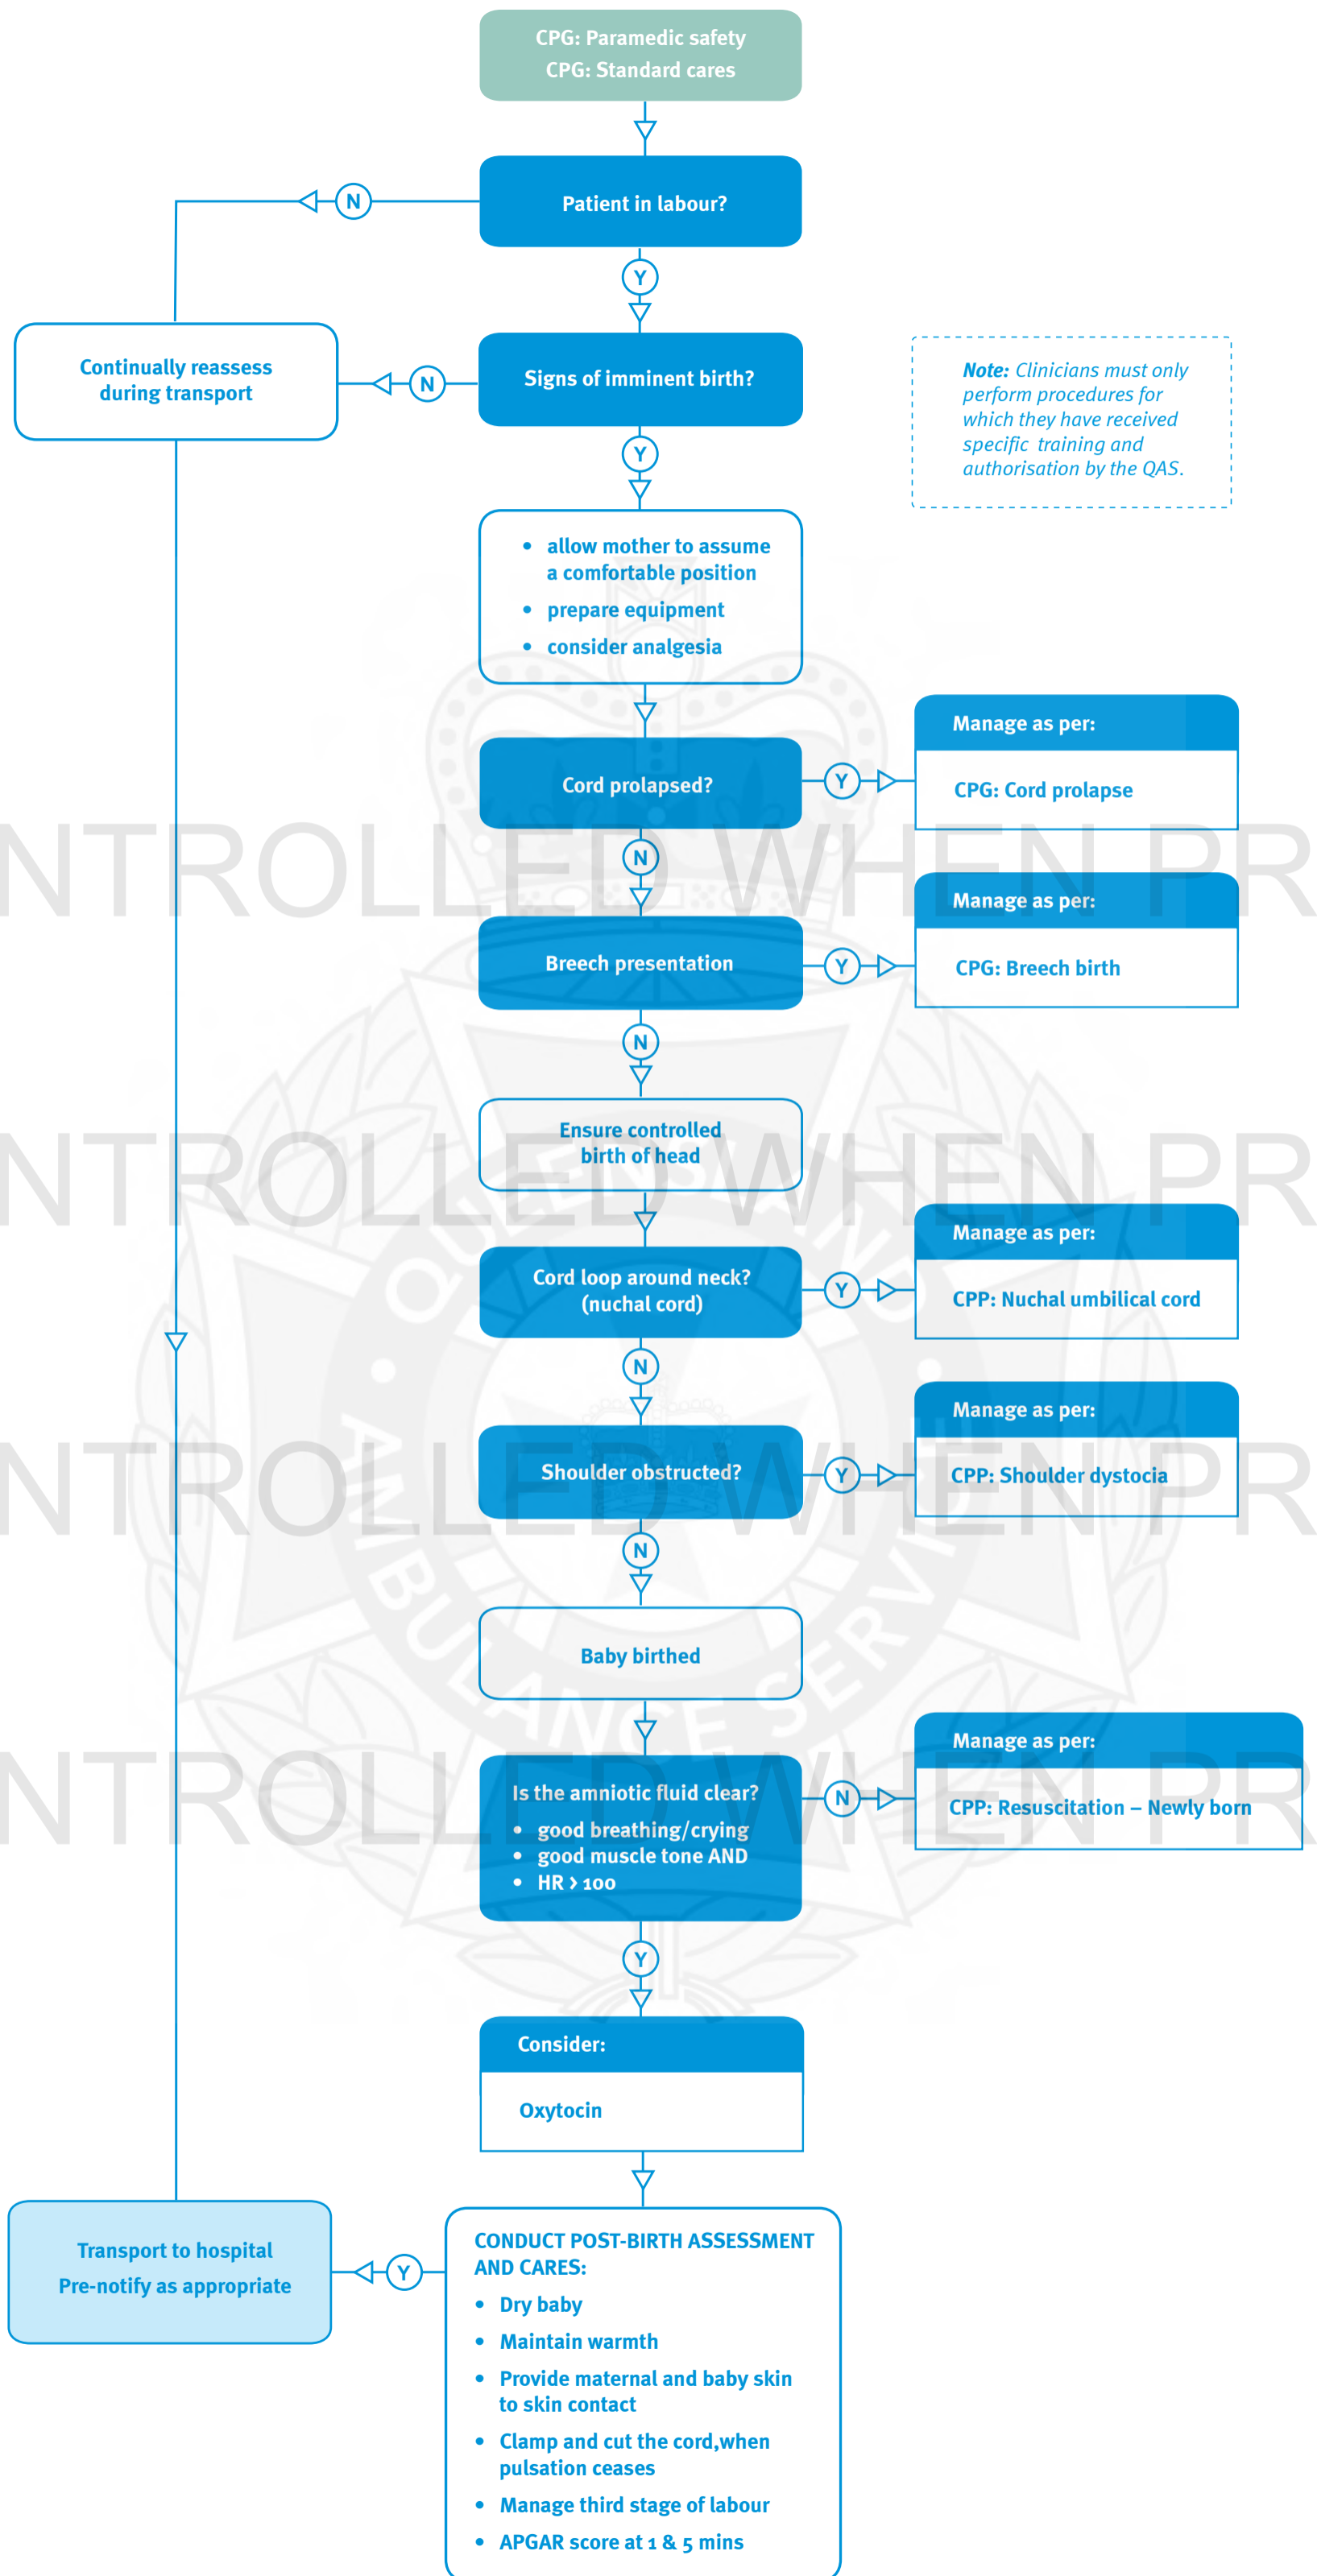 CPG: Paramedic safety
CPG: Standard cares
Patient in labour?
N
Y
Continually reassess
during transport
N
Signs of imminent birth?
Note: Clinicians must only
perform procedures for
which they have received
specific training and
authorisation by the QAS.
Y
• allow mother to assume
a comfortable position
• prepare equipment
• consider analgesia
Cord prolapsed?
Y
Manage as per:
CPG: Cord prolapse
N
NTROLLED WHEN PR
Breech presentation
Y
Manage as per:
CPG: Breech birth
N
Ensure controlled
birth of head
NTROLLED WHEN PR
Cord loop around neck?
(nuchal cord)
Y
Manage as per:
CPP: Nuchal umbilical cord
N
Shoulder obstructed?
Y
Manage as per:
CPP: Shoulder dystocia
NTROLLED WHEN PR
N
QUEENSLAND
AMBULANCE SERVICE
Baby birthed
Is the amniotic fluid clear?
• good breathing/crying
• good muscle tone AND
• HR > 100
N
Manage as per:
CPP: Resuscitation – Newly born
NTROLLED WHEN PR
Y
Consider:
Oxytocin
Transport to hospital
Pre-notify as appropriate
Y
CONDUCT POST-BIRTH ASSESSMENT
AND CARES:
• Dry baby
• Maintain warmth
• Provide maternal and baby skin
to skin contact
• Clamp and cut the cord,when
pulsation ceases
• Manage third stage of labour
• APGAR score at 1 & 5 mins